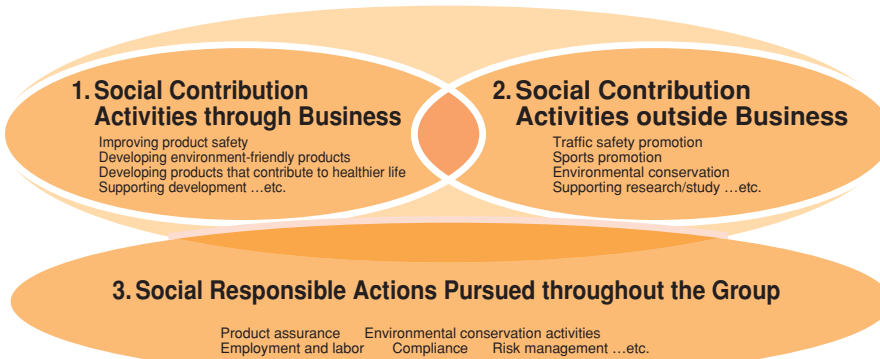 1. Social Contribution
Activities through Business
Improving product safety
Developing environment-friendly products
Developing products that contribute to healthier life
Supporting development …etc.
2. Social Contribution
Activities outside Business
Traffic safety promotion
Sports promotion
Environmental conservation
Supporting research/study …etc.
3. Social Responsible Actions Pursued throughout the Group
Product assurance Environmental conservation activities
Employment and labor Compliance Risk management …etc.